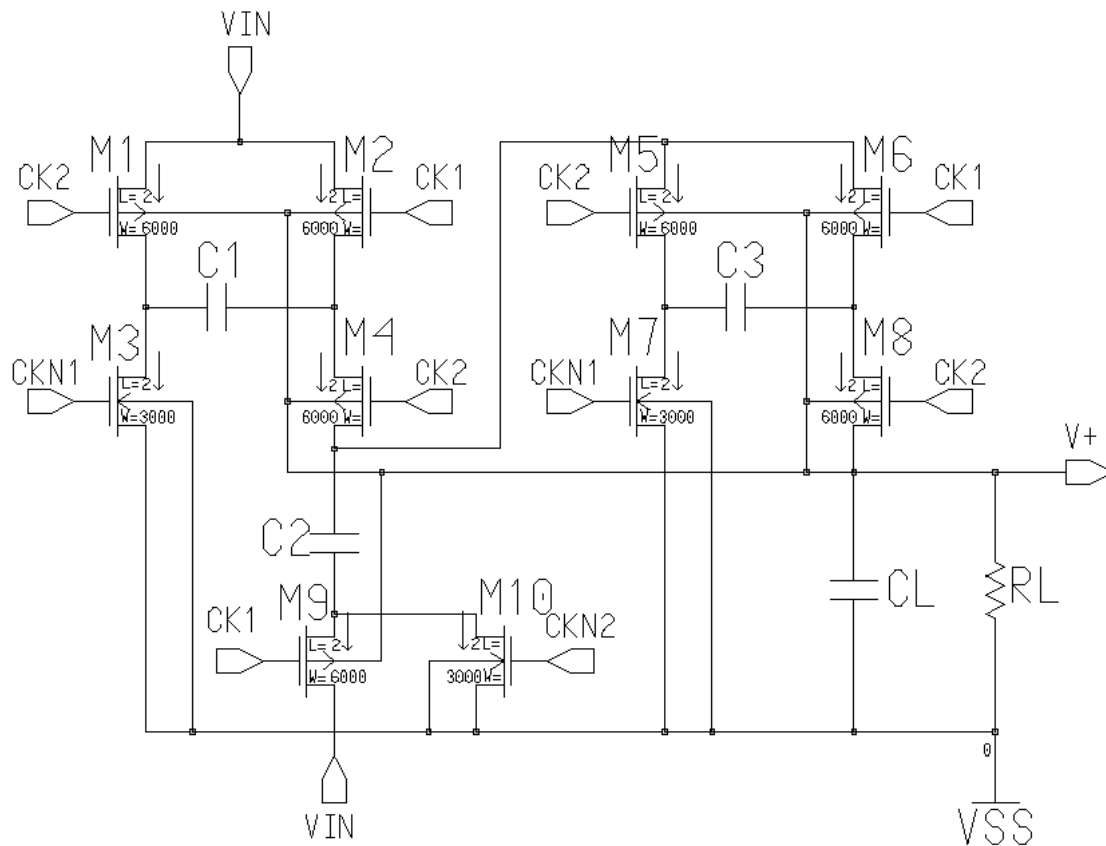 VIN
M1 M2 M5 M6
CK2 CK1 CK2 CK1
L= 2 2 L= L= 2 2 L=
W= 6000 6000 W= W= 6000 6000 W=
C1 C3
M3 M4 M7 M8
CKN1 CK2 CKN1 CK2
L= 2 2 L= L= 2 2 L=
W=3000 6000 W= W=3000 6000 W=
V+
C2 CL RL
M9 M10
CK1 CKN2
L= 2 2L=
W= 6000 3000W=
0
VIN VSS